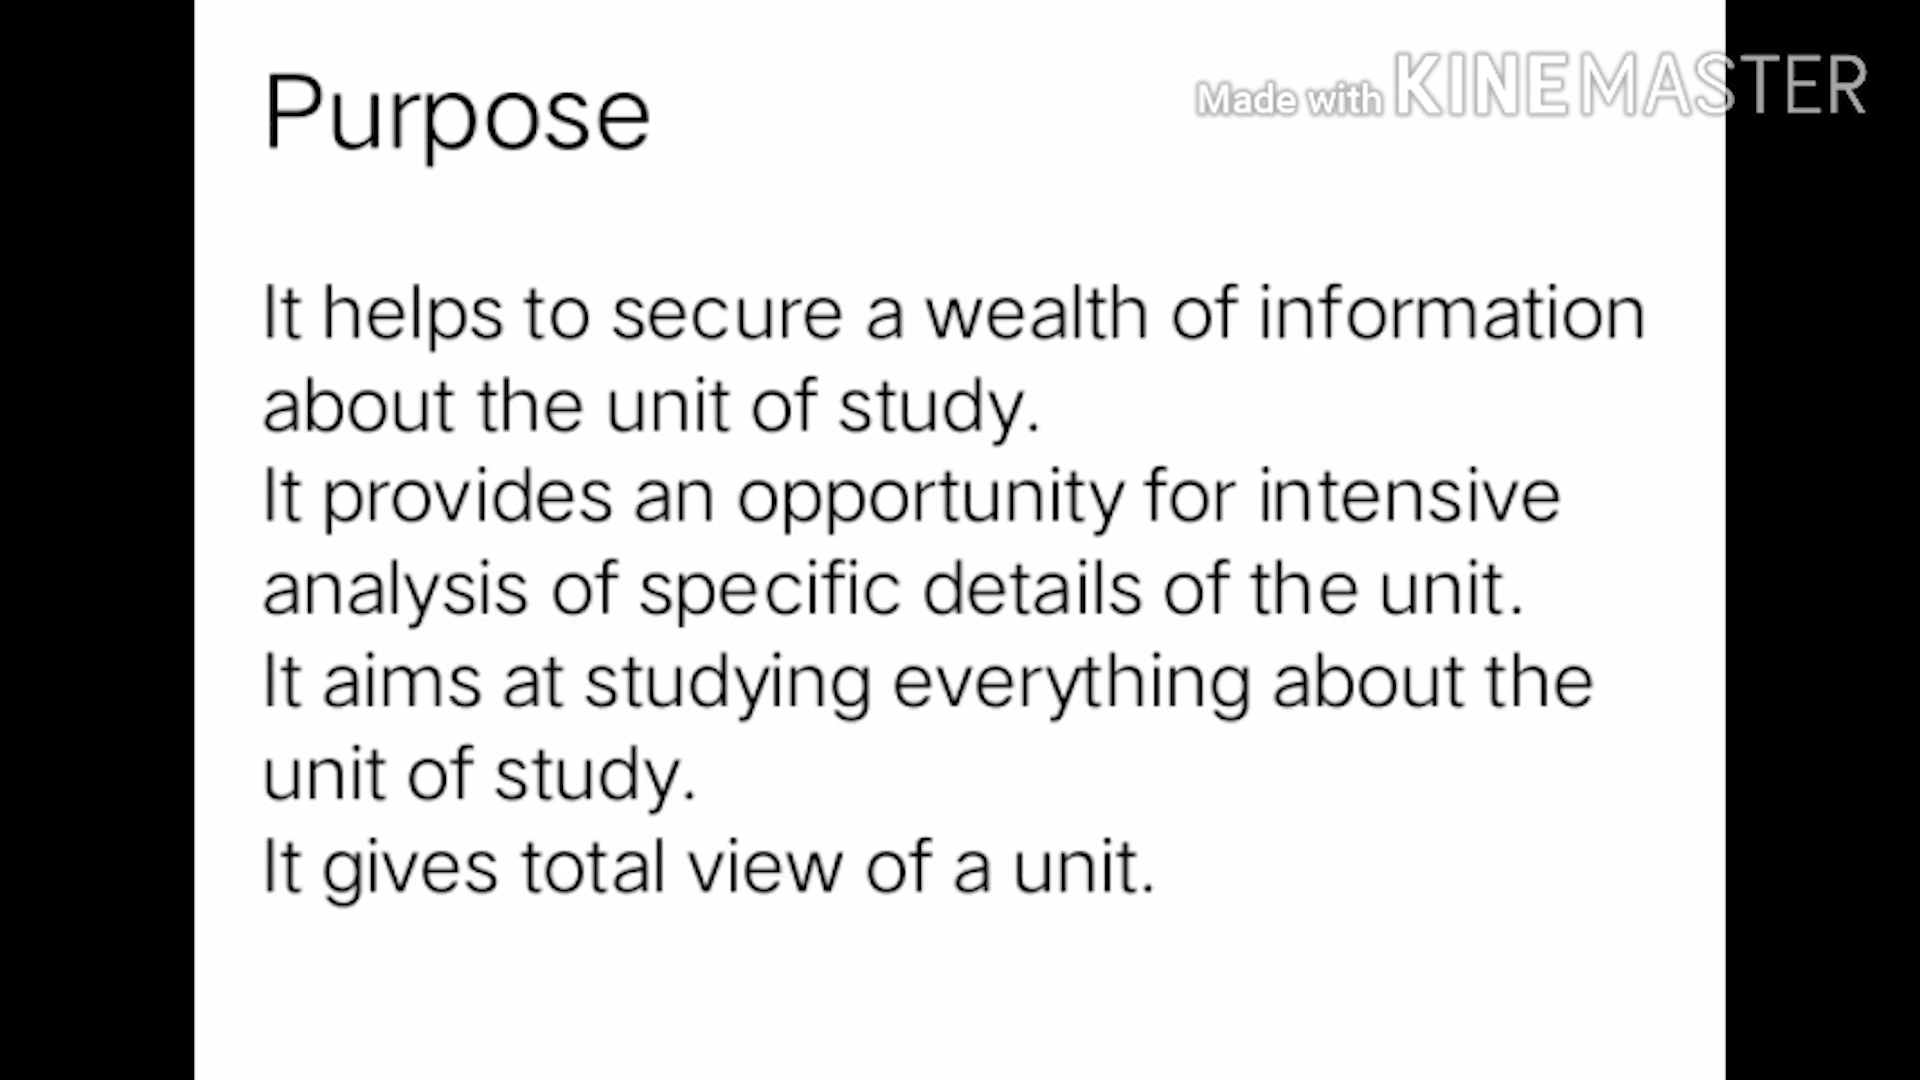 Purpose
Made with KINEMASTER
It helps to secure a wealth of information
about the unit of study.
It provides an opportunity for intensive
analysis of specific details of the unit.
It aims at studying everything about the
unit of study.
It gives total view of a unit.